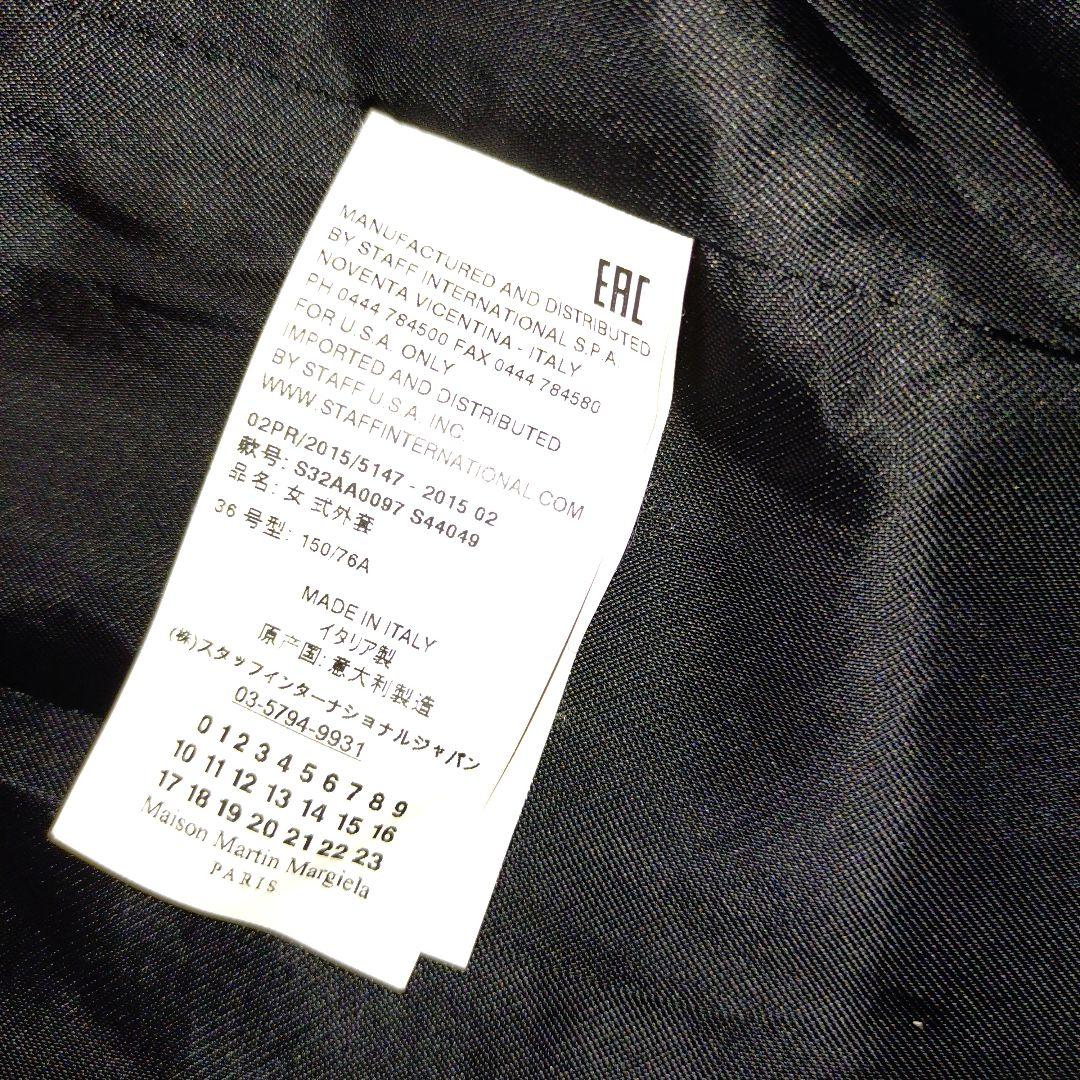 EAC
MANUFACTURED AND DISTRIBUTED
BY STAFF INTERNATIONAL S.P.A.
NOVENTA VICENTINA - ITALY
PH 0444 784500 FAX 0444 784580
FOR U.S.A. ONLY
IMPORTED AND DISTRIBUTED
BY STAFF U.S.A. INC.
WWW.STAFFINTERNATIONAL.COM
02PR/2015/5147 - 2015 02
款号: S32AA0097 S44049
品名: 女 式外套
36 号型: 150/76A
MADE IN ITALY
イタリア製
原产国: 意大利製造
(株)スタッフインターナショナルジャパン
03-5794-9931
0 1 2 3 4 5 6 7 8 9
10 11 12 13 14 15 16
17 18 19 20 21 22 23
Maison Martin Margiela
PARIS